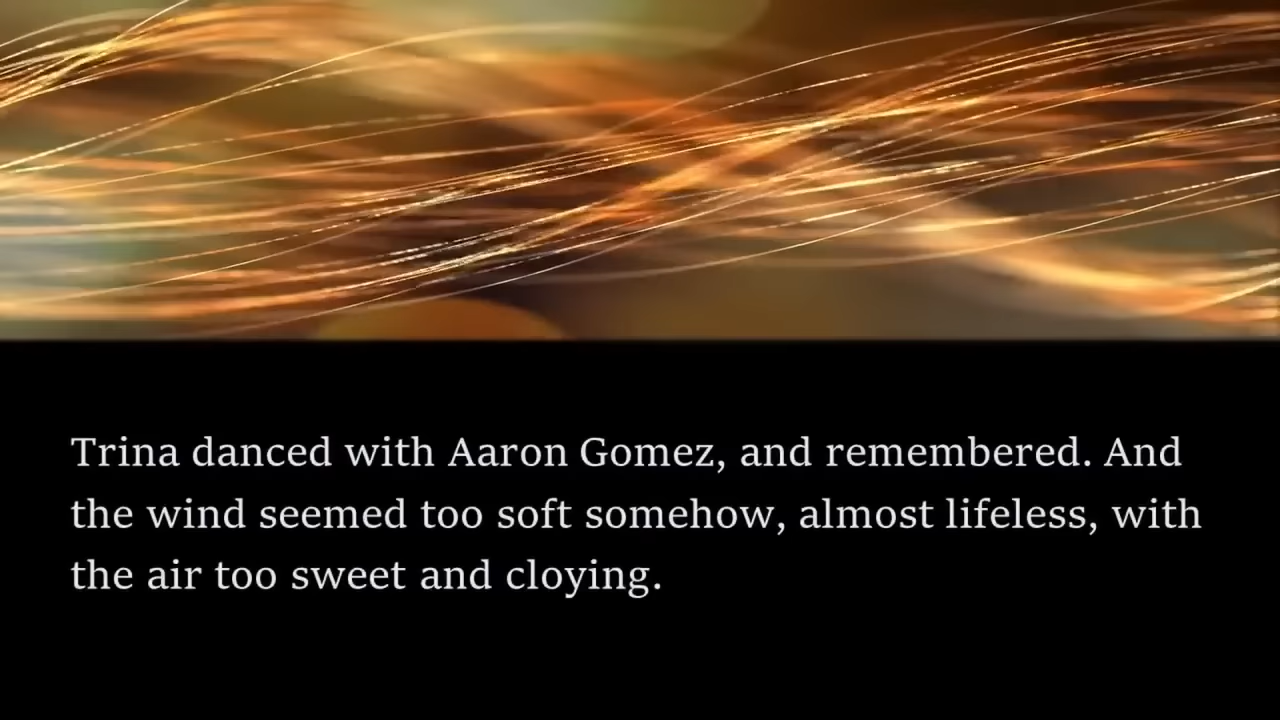 Trina danced with Aaron Gomez, and remembered. And
the wind seemed too soft somehow, almost lifeless, with
the air too sweet and cloying.